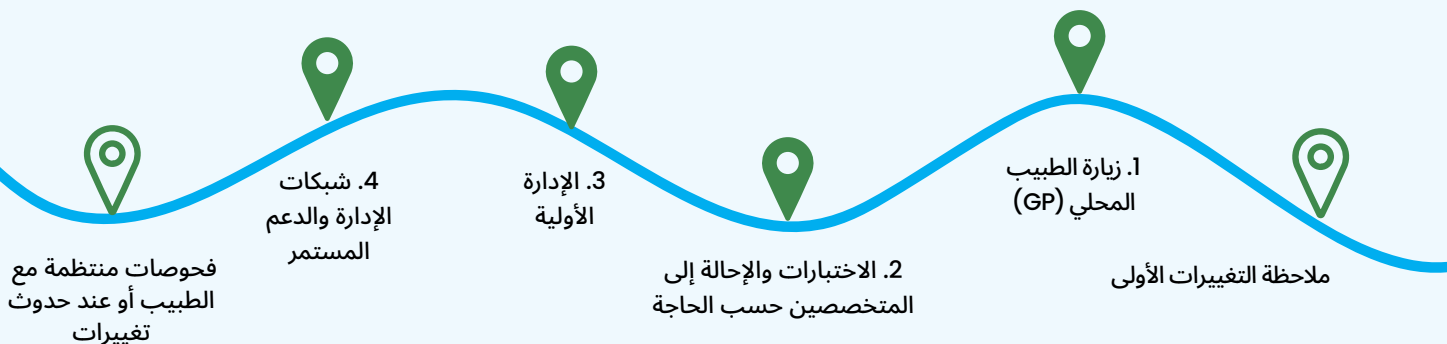 ملاحظة التغييرات الأولى
1. زيارة الطبيب
المحلي (GP)
2. الاختبارات والإحالة إلى
المتخصصين حسب الحاجة
3. الإدارة
الأولية
4. شبكات
الإدارة والدعم
المستمر
فحوصات منتظمة مع
الطبيب أو عند حدوث
تغييرات